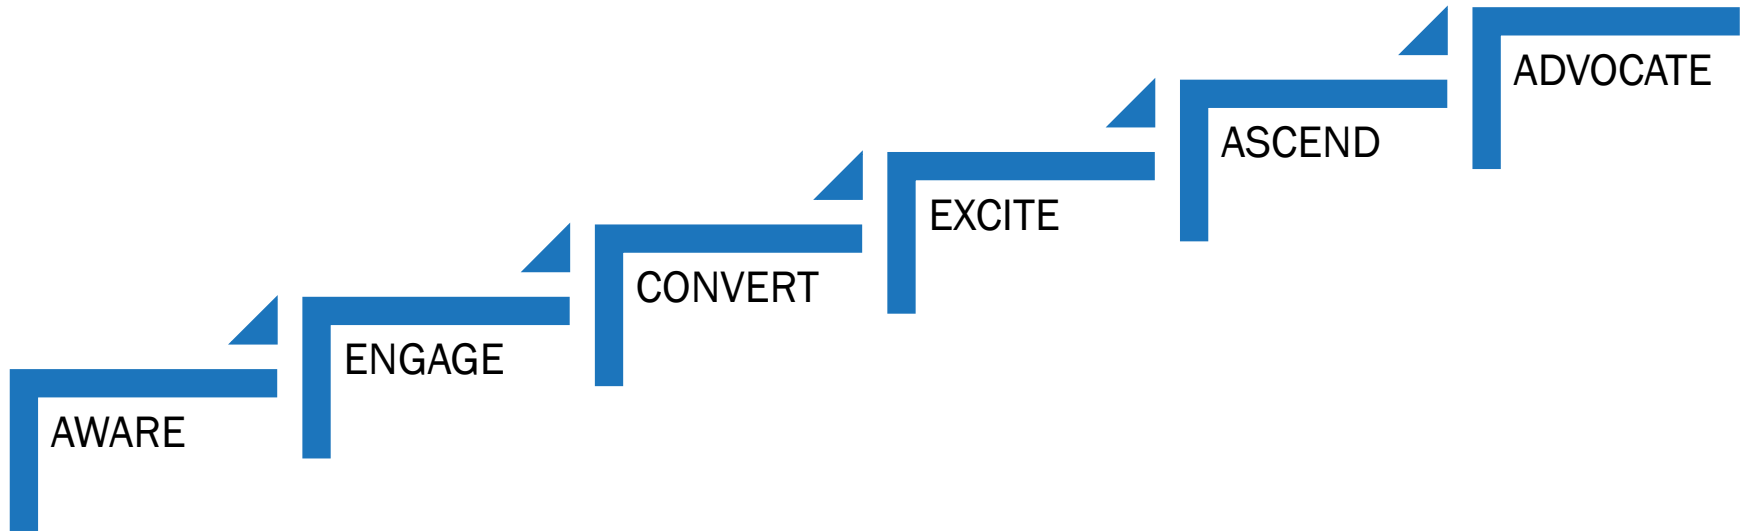 AWARE
ENGAGE
CONVERT
EXCITE
ASCEND
ADVOCATE